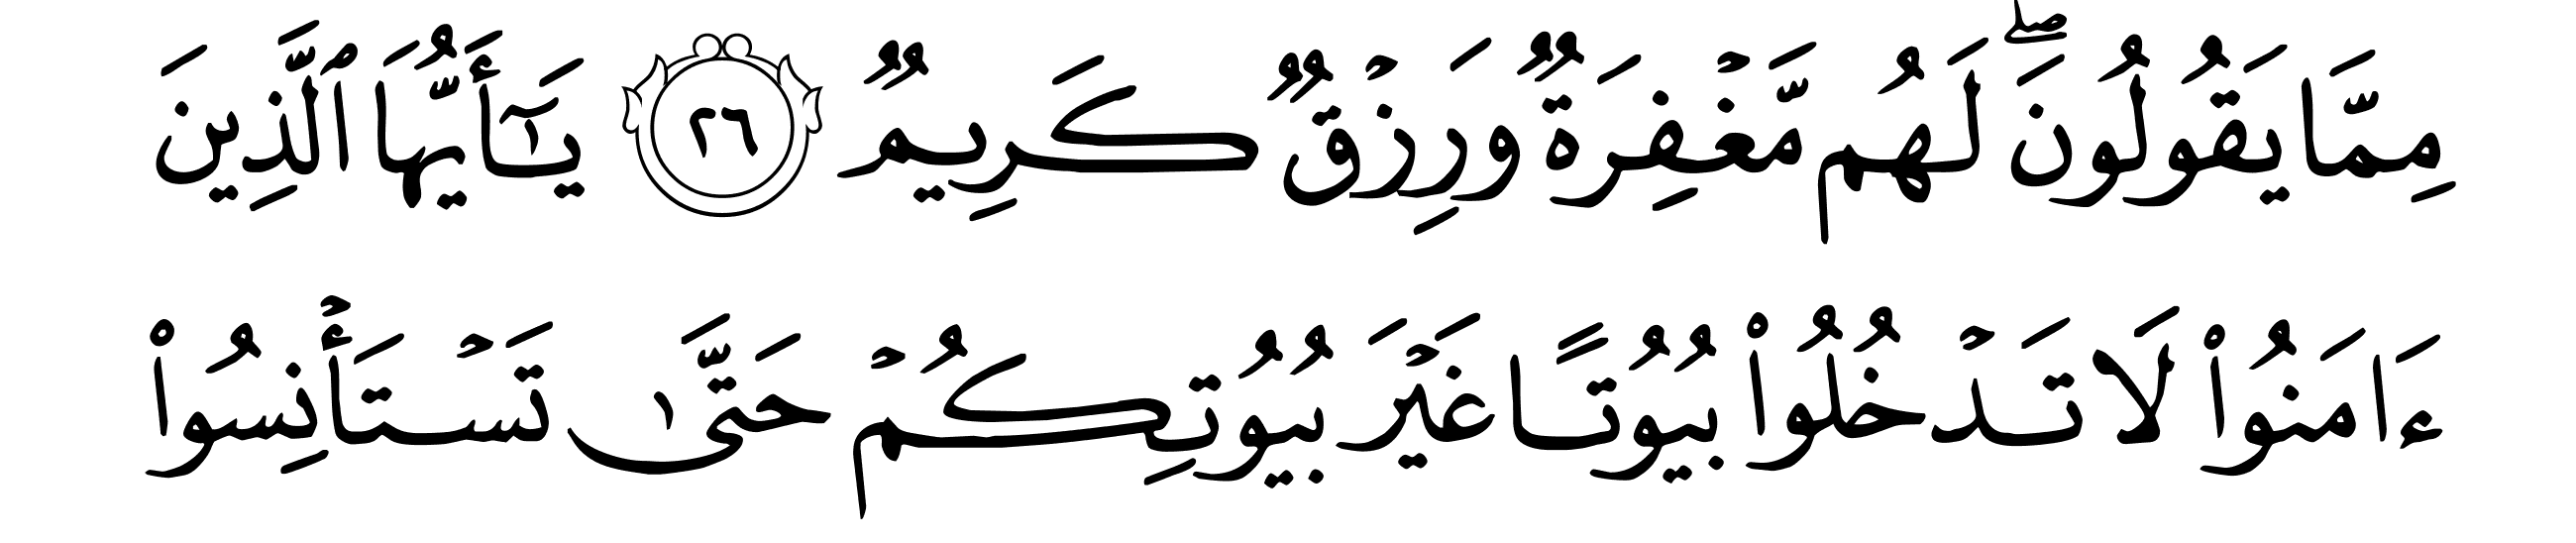 مِمَّا يَقُولُونَۖ لَهُم مَّغۡفِرَةٞ وَرِزۡقٞ كَرِيمٞ ٢٦ يَـٰٓأَيُّهَا ٱلَّذِينَ
ءَامَنُواْ لَا تَدۡخُلُواْ بُيُوتًا غَيۡرَ بُيُوتِكُمۡ حَتَّىٰ تَسۡتَأۡنِسُواْ